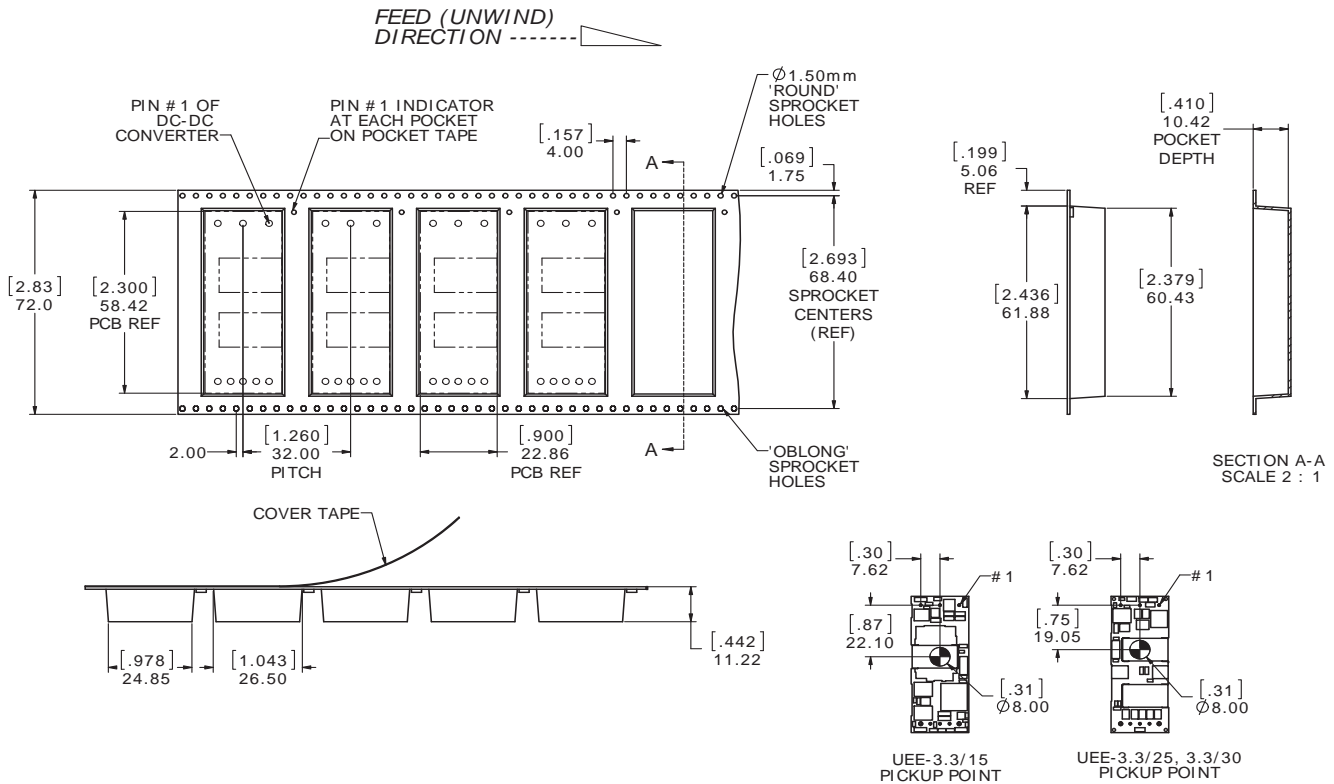 FEED (UNWIND)
DIRECTION
PIN #1 OF
DC-DC
CONVERTER
PIN #1 INDICATOR
AT EACH POCKET
ON POCKET TAPE
[.157]
4.00
A
Ø1.50mm
'ROUND'
SPROCKET
HOLES
[.069]
1.75
[2.83]
72.0
[2.300]
58.42
PCB REF
[2.693]
68.40
SPROCKET
CENTERS
(REF)
2.00
[1.260]
32.00
PITCH
[.900]
22.86
PCB REF
A
'OBLONG'
SPROCKET
HOLES
[.199]
5.06
REF
[.410]
10.42
POCKET
DEPTH
[2.436]
61.88
[2.379]
60.43
SECTION A-A
SCALE 2 : 1
COVER TAPE
[.978]
24.85
[1.043]
26.50
[.442]
11.22
[.30]
7.62
#1
[.87]
22.10
[.31]
Ø8.00
UEE-3.3/15
PICKUP POINT
[.30]
7.62
#1
[.75]
19.05
[.31]
Ø8.00
UEE-3.3/25, 3.3/30
PICKUP POINT